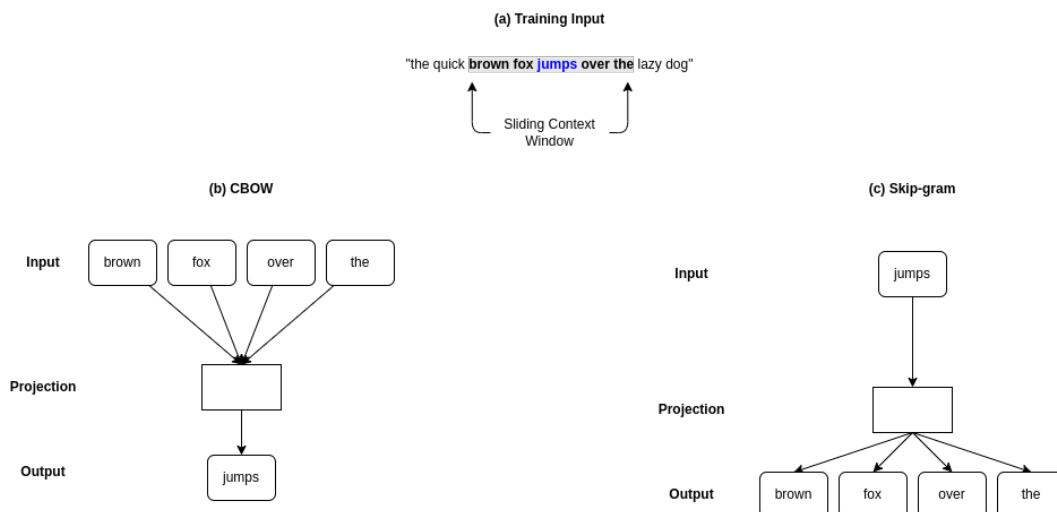 (a) Training Input
"the quick brown fox jumps over the lazy dog"
Sliding Context
Window
(b) CBOW
Input
brown
fox
over
the
Projection
Output
jumps
(c) Skip-gram
Input
jumps
Projection
Output
brown
fox
over
the